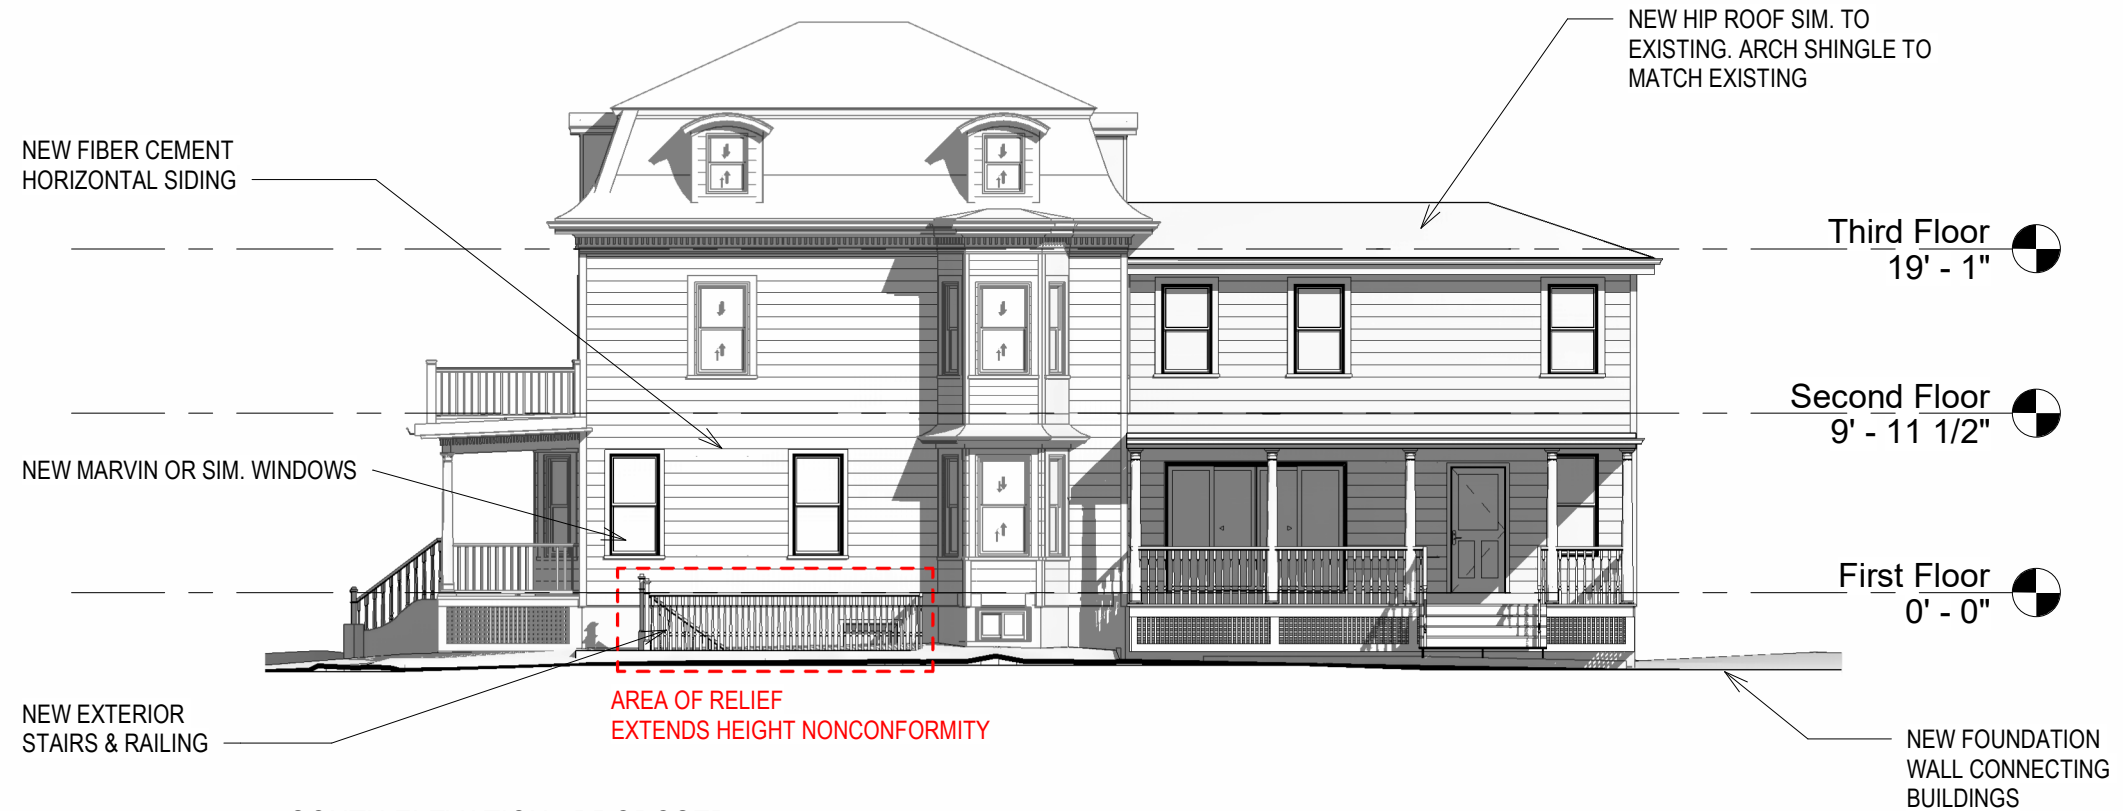 NEW HIP ROOF SIM. TO
EXISTING. ARCH SHINGLE TO
MATCH EXISTING
NEW FIBER CEMENT
HORIZONTAL SIDING
Third Floor
19' - 1"
Second Floor
9' - 11 1/2"
NEW MARVIN OR SIM. WINDOWS
First Floor
0' - 0"
AREA OF RELIEF
EXTENDS HEIGHT NONCONFORMITY
NEW EXTERIOR
STAIRS & RAILING
NEW FOUNDATION
WALL CONNECTING
BUILDINGS